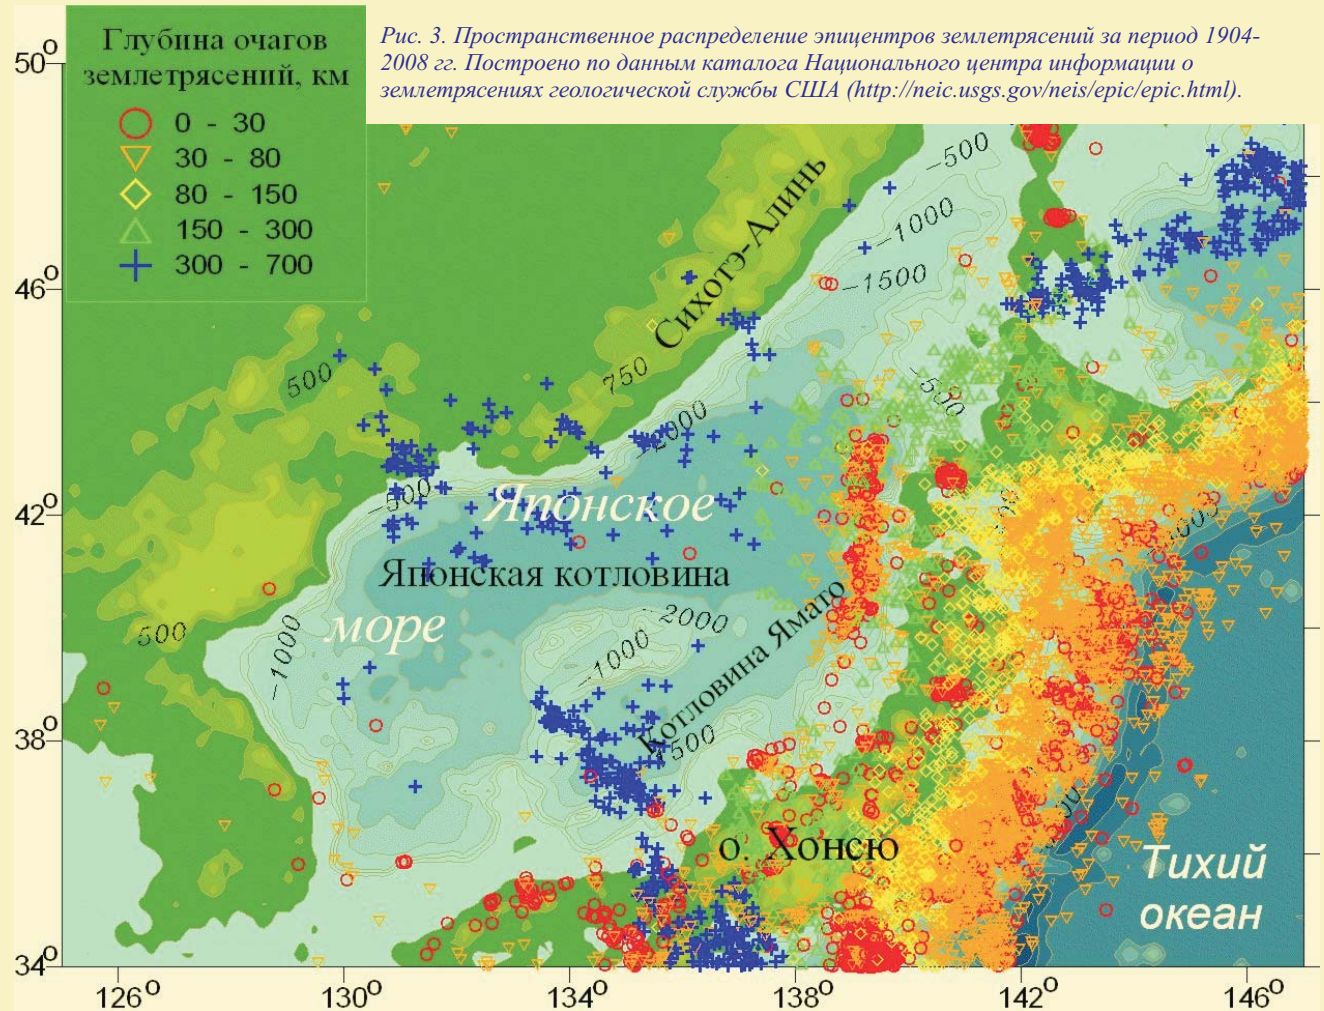 Глубина очагов
землетрясений, км
0 - 30
30 - 80
80 - 150
150 - 300
300 - 700
Рис. 3. Пространственное распределение эпицентров землетрясений за период 1904-
2008 гг. Построено по данным каталога Национального центра информации о
землетрясениях геологической службы США (http://neic.usgs.gov/neis/epic/epic.html).
50°
46°
42°
38°
34°
126°
130°
134°
138°
142°
146°
Сихотэ-Алинь
-500
-1000
-1500
500
750
-2000
-500
-500
Японское
море
Японская котловина
500
-1000
-2000
-1000
Котловина Ямато
1500
о. Хонсю
Тихий
океан